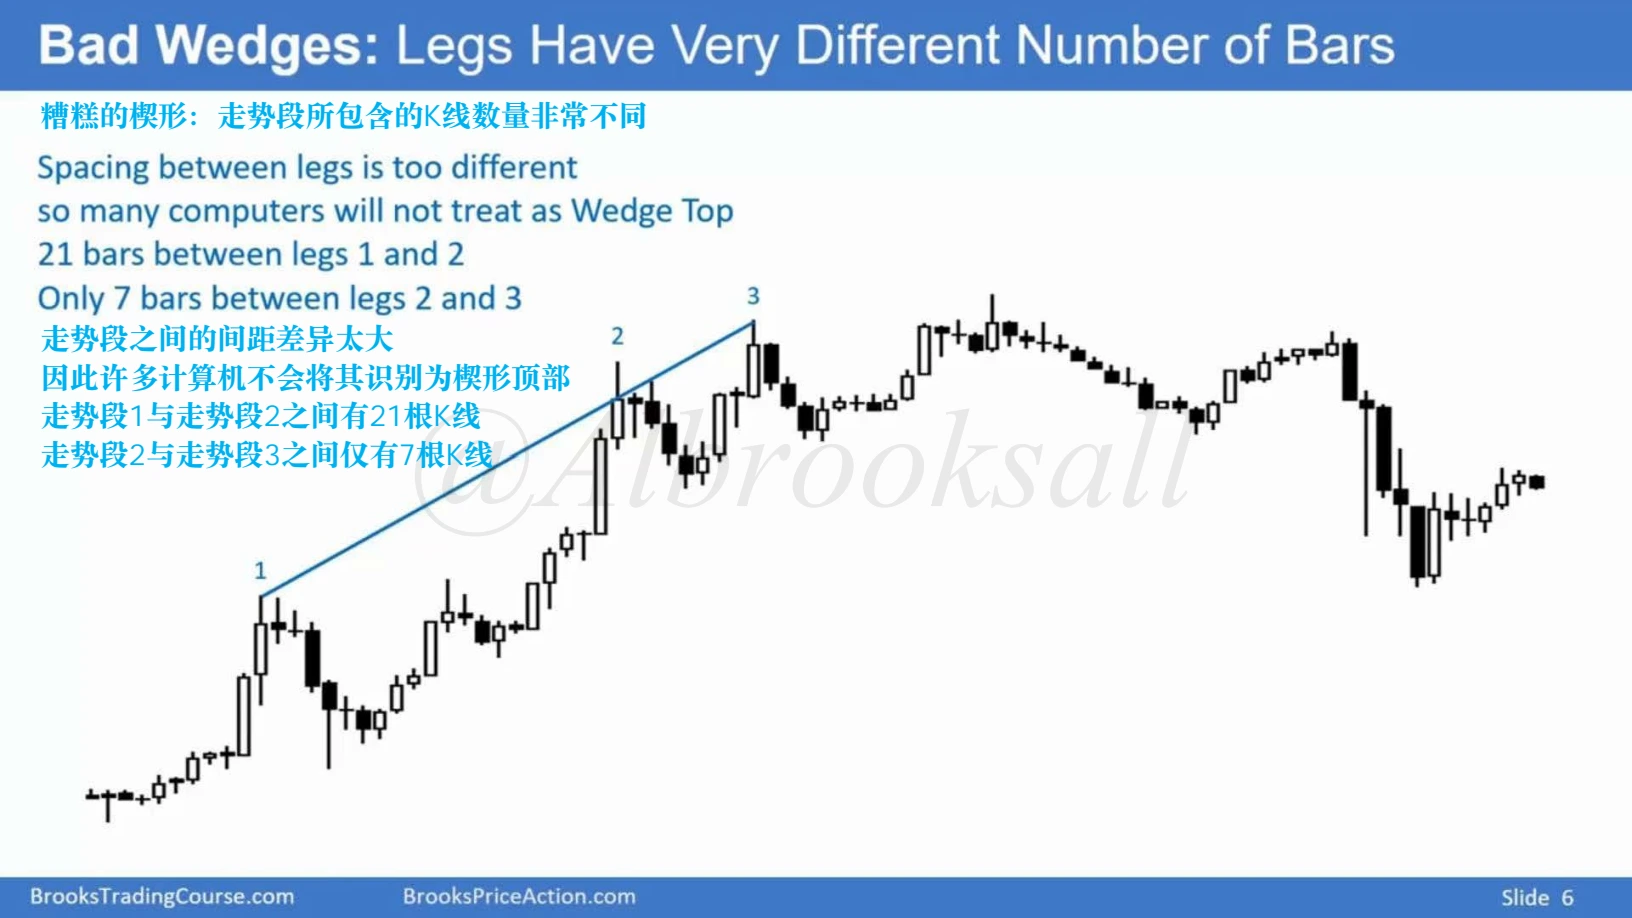 Bad Wedges: Legs Have Very Different Number of Bars
糟糕的楔形：走势段所包含的K线数量非常不同
Spacing between legs is too different
so many computers will not treat as Wedge Top
21 bars between legs 1 and 2
Only 7 bars between legs 2 and 3
走势段之间的间距差异太大
因此许多计算机不会将其识别为楔形顶部
走势段1与走势段2之间有21根K线
走势段2与走势段3之间仅有7根K线
1
2
3
@Albrooksall
BrooksTradingCourse.com
BrooksPriceAction.com
Slide 6